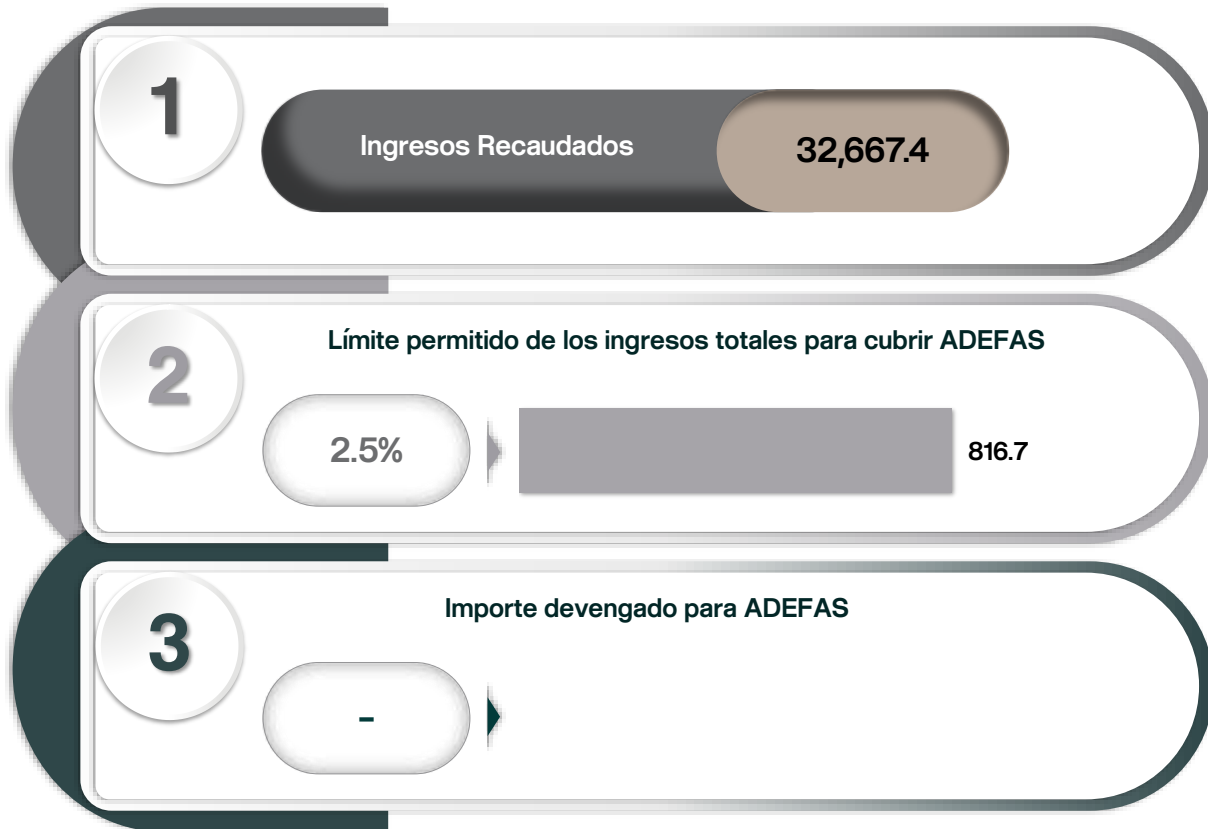 1
Ingresos Recaudados
32,667.4
2
Límite permitido de los ingresos totales para cubrir ADEFAS
2.5%
816.7
3
Importe devengado para ADEFAS
-